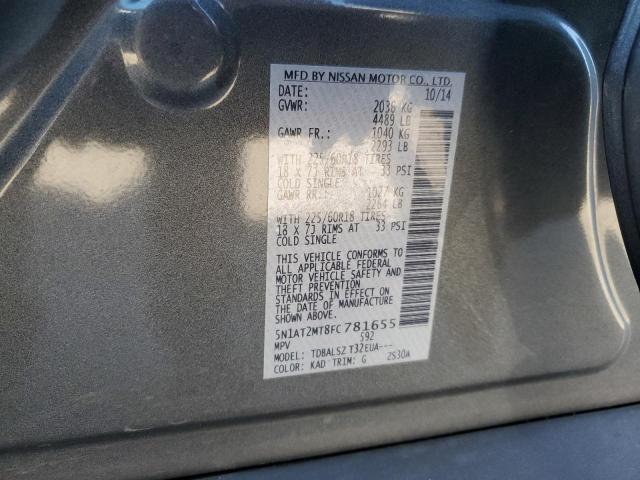 MFD BY NISSAN MOTOR CO., LTD.
DATE: 10/14
GVWR: 2036 KG
4489 LB
GAWR FR.: 1040 KG
2293 LB
WITH 225/60R18 TIRES
18 X 7J RIMS AT 33 PSI
COLD SINGLE
GAWR RR.: 1027 KG
2264 LB
WITH 225/60R18 TIRES
18 X 7J RIMS AT 33 PSI
COLD SINGLE
THIS VEHICLE CONFORMS TO
ALL APPLICABLE FEDERAL
MOTOR VEHICLE SAFETY AND
THEFT PREVENTION
STANDARDS IN EFFECT ON
THE DATE OF MANUFACTURE
SHOWN ABOVE.
5N1AT2MT8FC781655
MPV S92
MODEL: TDBALSZ T32EUA---
COLOR: KAD TRIM: G 2S30A